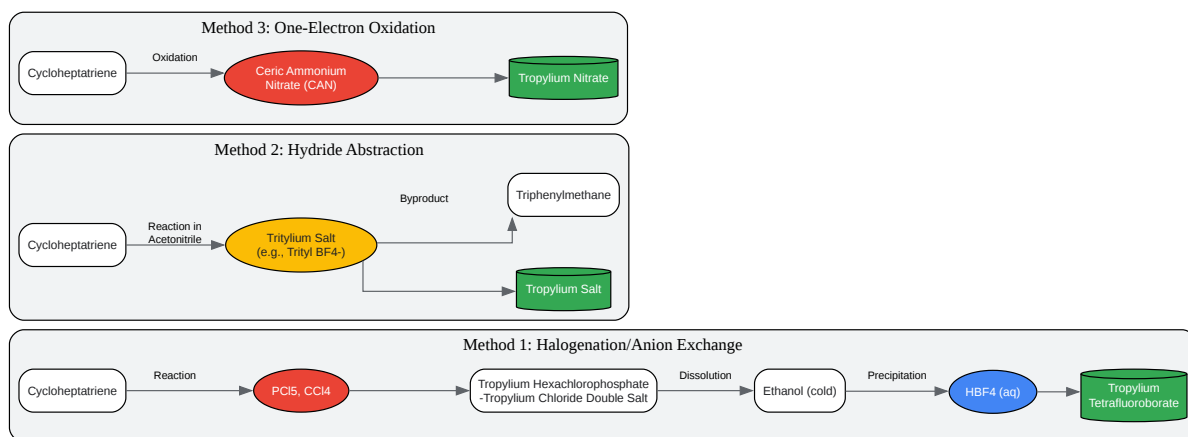 Method 3: One-Electron Oxidation
Cycloheptatriene
Oxidation
Ceric Ammonium
Nitrate (CAN)
Tropylium Nitrate
Method 2: Hydride Abstraction
Cycloheptatriene
Reaction in
Acetonitrile
Tritylium Salt
(e.g., Trityl BF4-)
Byproduct
Triphenylmethane
Tropylium Salt
Method 1: Halogenation/Anion Exchange
Cycloheptatriene
Reaction
PCl5, CCl4
Tropylium Hexachlorophosphate
-Tropylium Chloride Double Salt
Dissolution
Ethanol (cold)
Precipitation
HBF4 (aq)
Tropylium
Tetrafluoroborate